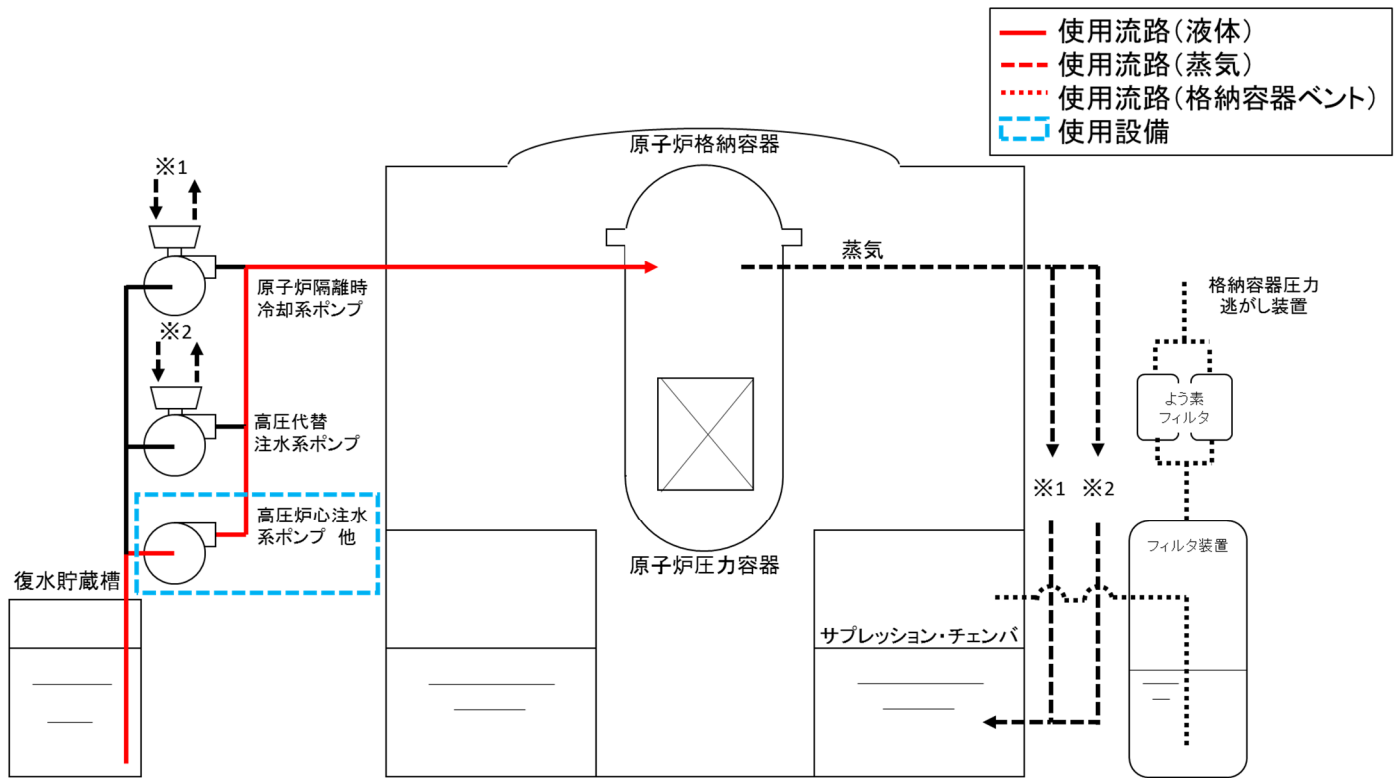 使用流路(液体)
使用流路(蒸気)
使用流路(格納容器ベント)
使用設備
原子炉格納容器
※1
蒸気
原子炉隔離時
冷却系ポンプ
格納容器圧力
逃がし装置
※2
よう素
フィルタ
高圧代替
注水系ポンプ
※1
※2
高圧炉心注水
系ポンプ 他
フィルタ装置
原子炉圧力容器
復水貯蔵槽
サプレッション・チェンバ